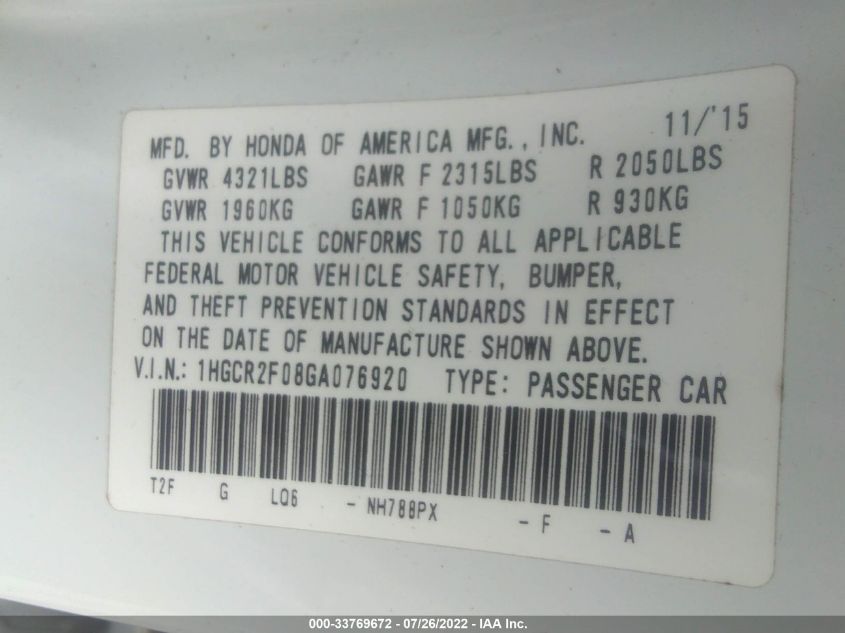 MFD. BY HONDA OF AMERICA MFG., INC. 11/'15
GVWR 4321LBS GAWR F 2315LBS R 2050LBS
GVWR 1960KG GAWR F 1050KG R 930KG
THIS VEHICLE CONFORMS TO ALL APPLICABLE
FEDERAL MOTOR VEHICLE SAFETY, BUMPER,
AND THEFT PREVENTION STANDARDS IN EFFECT
ON THE DATE OF MANUFACTURE SHOWN ABOVE.
V.I.N.: 1HGCR2F08GA076920 TYPE: PASSENGER CAR
T2F G LQ6 - NH788PX - F - A
000-33769672 - 07/26/2022 - IAA Inc.